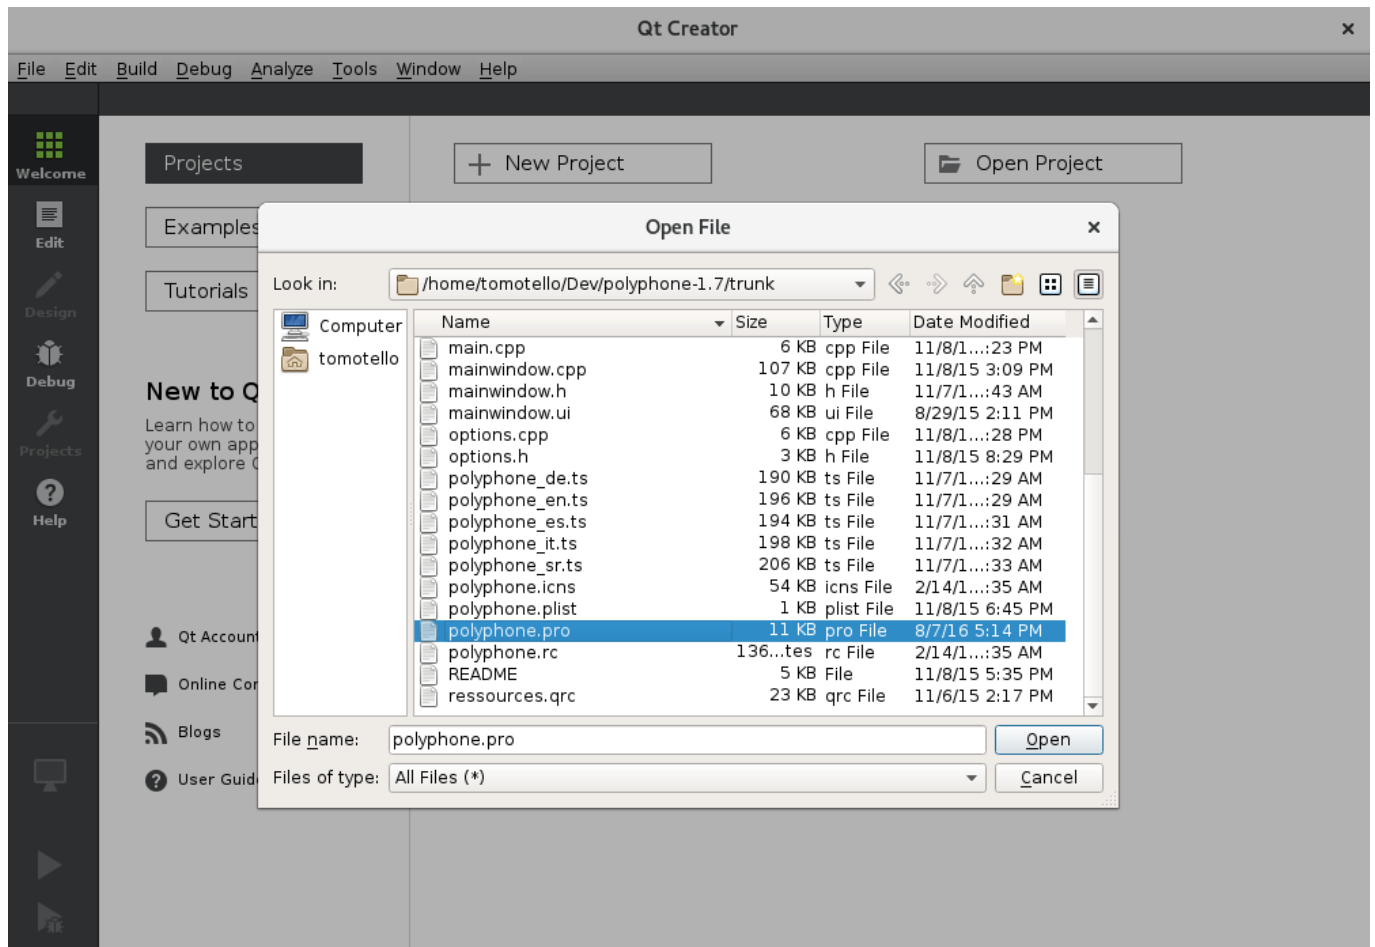 Qt Creator
File Edit Build Debug Analyze Tools Window Help
Welcome
Edit
Design
Debug
Projects
Help
Projects
New Project
Open Project
Examples
Tutorials
New to Q
Learn how to
your own app
and explore
Get Start
Qt Account
Online Cor
Blogs
User Guid
Open File
Look in: /home/tomotello/Dev/polyphone-1.7/trunk
Computer
tomotello
Name Size Type Date Modified
main.cpp 6 KB cpp File 11/8/1...:23 PM
mainwindow.cpp 107 KB cpp File 11/8/15 3:09 PM
mainwindow.h 10 KB h File 11/7/1...:43 AM
mainwindow.ui 68 KB ui File 8/29/15 2:11 PM
options.cpp 6 KB cpp File 11/8/1...:28 PM
options.h 3 KB h File 11/8/15 8:29 PM
polyphone_de.ts 190 KB ts File 11/7/1...:29 AM
polyphone_en.ts 196 KB ts File 11/7/1...:29 AM
polyphone_es.ts 194 KB ts File 11/7/1...:31 AM
polyphone_it.ts 198 KB ts File 11/7/1...:32 AM
polyphone_sr.ts 206 KB ts File 11/7/1...:33 AM
polyphone.icns 54 KB icns File 2/14/1...:35 AM
polyphone.plist 1 KB plist File 11/8/15 6:45 PM
polyphone.pro 11 KB pro File 8/7/16 5:14 PM
polyphone.rc 136...tes rc File 2/14/1...:35 AM
README 5 KB File 11/8/15 5:35 PM
ressources.qrc 23 KB qrc File 11/6/15 2:17 PM
File name: polyphone.pro Open
Files of type: All Files (*) Cancel